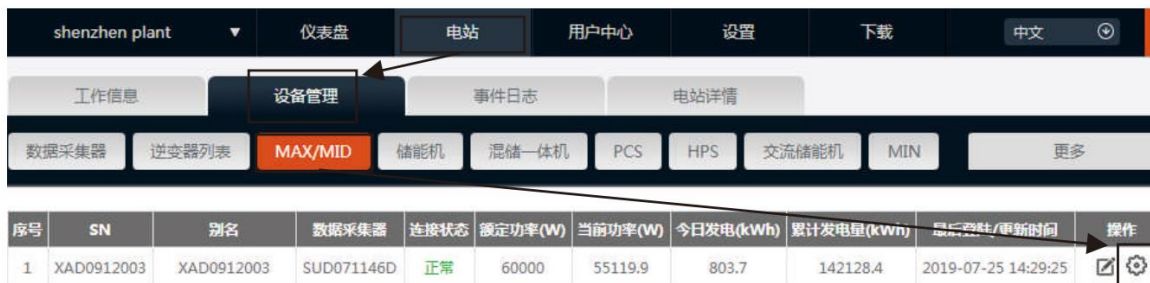 shenzhen plant ▼ 仪表盘 电站 用户中心 设置 下载 中文
工作信息 设备管理 事件日志 电站详情
数据采集器 逆变器列表 MAX/MID 储能机 混储一体机 PCS HPS 交流储能机 MIN 更多
序号 SN 别名 数据采集器 连接状态 额定功率(W) 当前功率(W) 今日发电(kWh) 累计发电量(kWh) 最后登陆/更新时间 操作
1 XAD0912003 XAD0912003 SUD071146D 正常 60000 55119.9 803.7 142128.4 2019-07-25 14:29:25